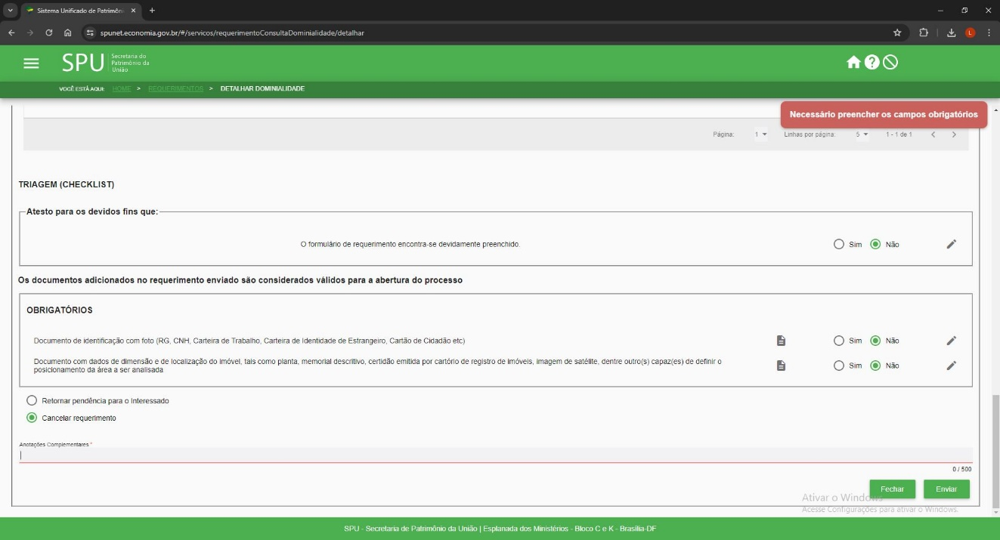 Sistema Unificado de Patrimôni
spunet.economia.gov.br/#/servicos/requerimentoConsultaDominialidade/detalhar
L
SPU
Secretaria do
Patrimônio da
União
VOCÊ ESTÁ AQUI: HOME > REQUERIMENTOS > DETALHAR DOMINIALIDADE
Necessário preencher os campos obrigatórios
Página: 1 Linhas por página: 5 1 - 1 de 1
TRIAGEM (CHECKLIST)
Atesto para os devidos fins que:
O formulário de requerimento encontra-se devidamente preenchido. Sim Não
Os documentos adicionados no requerimento enviado são considerados válidos para a abertura do processo
OBRIGATÓRIOS
Documento de identificação com foto (RG, CNH, Carteira de Trabalho, Carteira de Identidade de Estrangeiro, Cartão de Cidadão etc) Sim Não
Documento com dados de dimensão e de localização do imóvel, tais como planta, memorial descritivo, certidão emitida por cartório de registro de imóveis, imagem de satélite, dentre outro(s) capaz(es) de definir o Sim Não
posicionamento da área a ser analisada
Retornar pendência para o Interessado
Cancelar requerimento
Anotações Complementares *
0 / 500
Fechar Enviar
Ativar o Windows
Acesse Configurações para ativar o Windows.
SPU - Secretaria de Patrimônio da União | Esplanada dos Ministérios - Bloco C e K - Brasília-DF